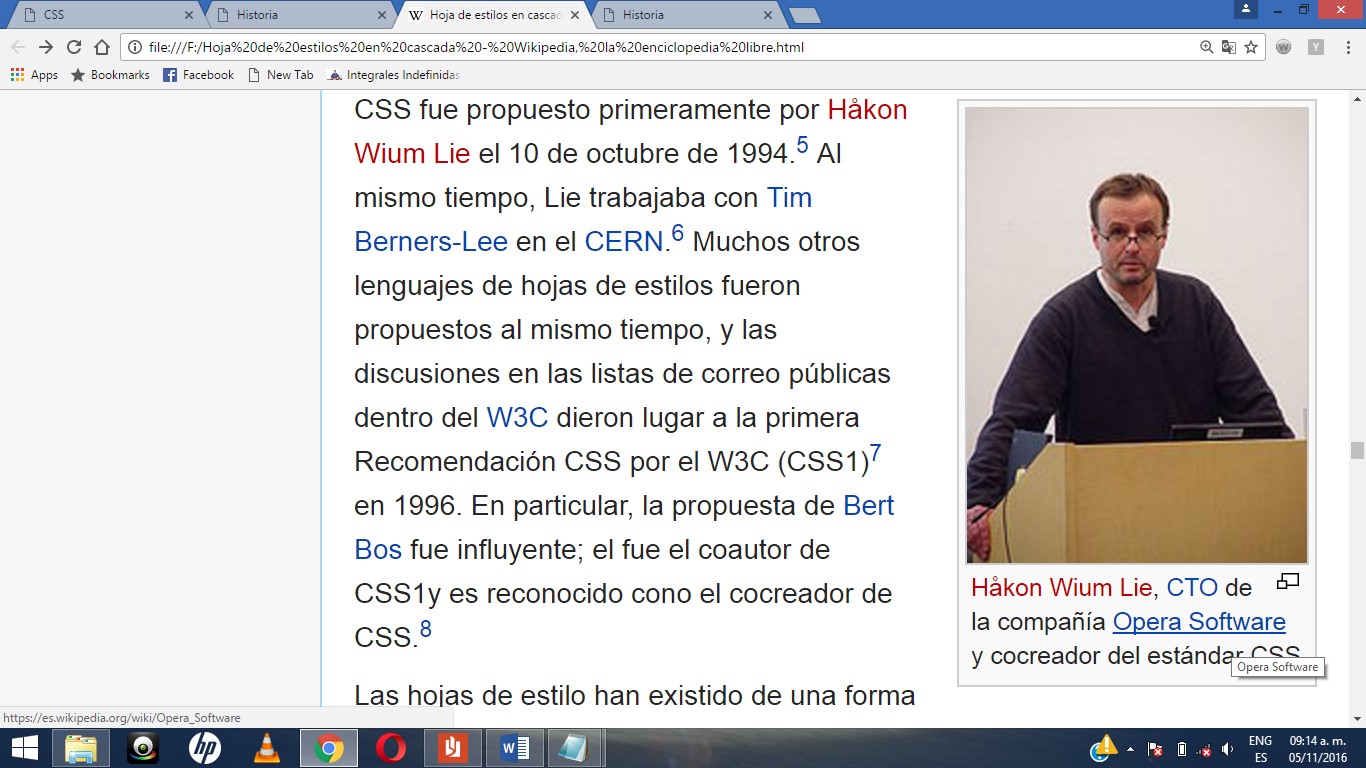 CSS
Historia
Hoja de estilos en cascad
Historia
file:///F:/Hoja%20de%20estilos%20en%20cascada%20-%20Wikipedia,%20la%20enciclopedia%20libre.html
Apps Bookmarks Facebook New Tab Integrales Indefinidas
CSS fue propuesto primeramente por Håkon
Wium Lie el 10 de octubre de 1994.5 Al
mismo tiempo, Lie trabajaba con Tim
Berners-Lee en el CERN.6 Muchos otros
lenguajes de hojas de estilos fueron
propuestos al mismo tiempo, y las
discusiones en las listas de correo públicas
dentro del W3C dieron lugar a la primera
Recomendación CSS por el W3C (CSS1)7
en 1996. En particular, la propuesta de Bert
Bos fue influyente; el fue el coautor de
CSS1y es reconocido cono el cocreador de
CSS.8
Las hojas de estilo han existido de una forma
Håkon Wium Lie, CTO de
la compañía Opera Software
y cocreador del estándar CSS
Opera Software
https://es.wikipedia.org/wiki/Opera_Software
ENG
ES
09:14 a. m.
05/11/2016